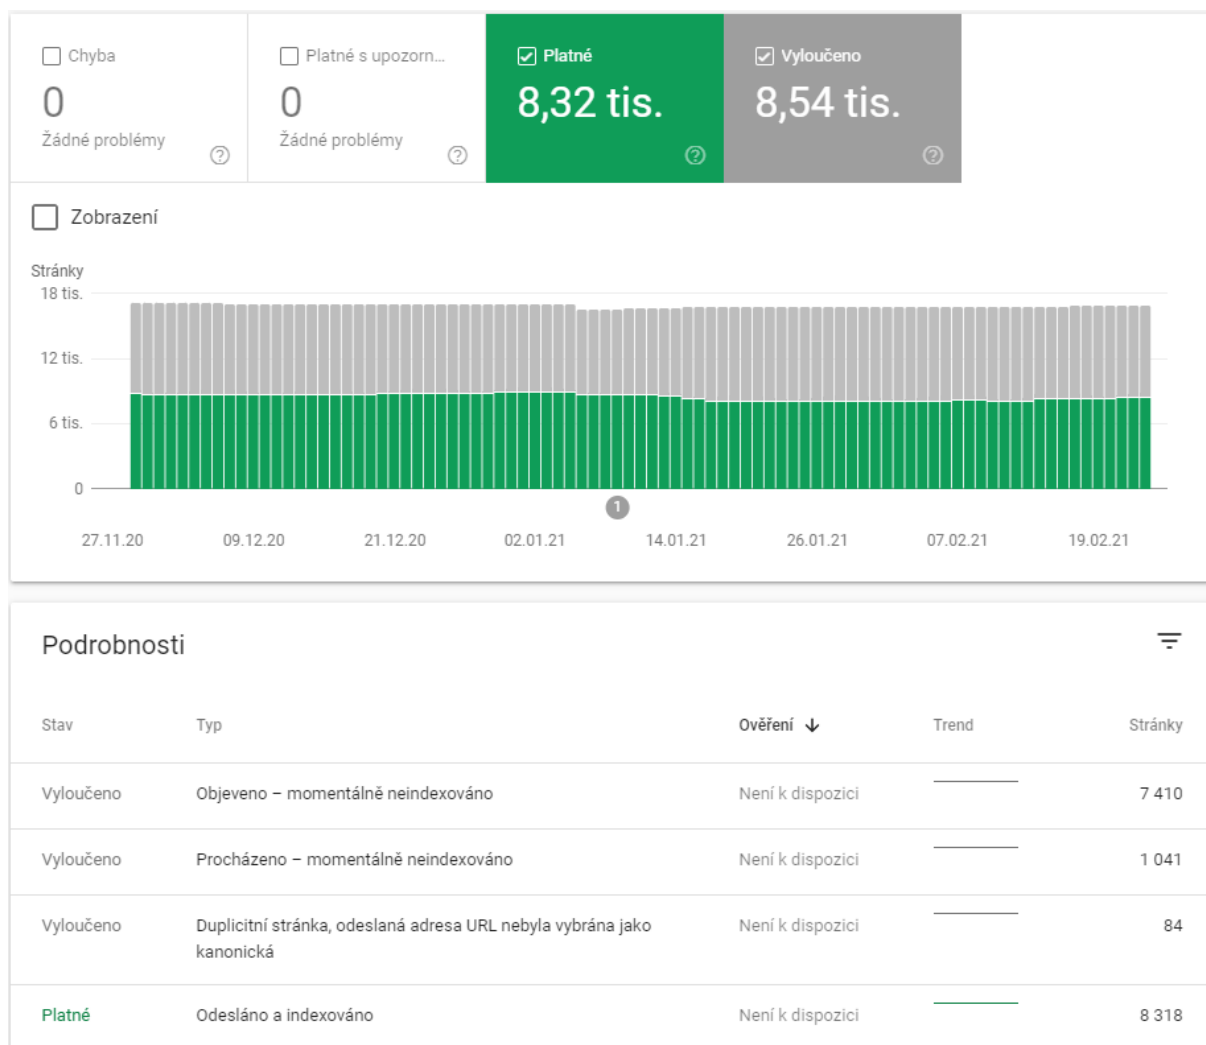 Chyba
0
Žádné problémy
Platné s upozorn...
0
Žádné problémy
Platné
8,32 tis.
Vyloučeno
8,54 tis.
Zobrazení
Stránky
18 tis.
12 tis.
6 tis.
0
1
27.11.20 09.12.20 21.12.20 02.01.21 14.01.21 26.01.21 07.02.21 19.02.21
Podrobnosti
Stav Typ Ověření Trend Stránky
Vyloučeno Objeveno – momentálně neindexováno Není k dispozici 7 410
Vyloučeno Procházeno – momentálně neindexováno Není k dispozici 1 041
Vyloučeno Duplicitní stránka, odeslaná adresa URL nebyla vybrána jako Není k dispozici 84
kanonická
Platné Odesláno a indexováno Není k dispozici 8 318